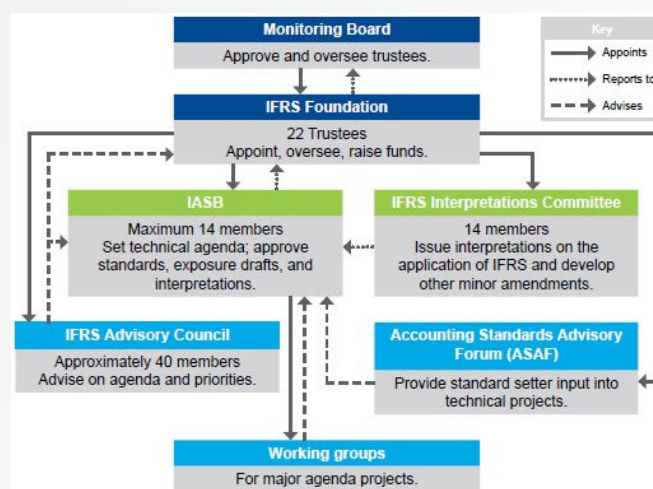 Monitoring Board
Approve and oversee trustees.
Key
Appoints
Reports to
Advises
IFRS Foundation
22 Trustees
Appoint, oversee, raise funds.
IASB
Maximum 14 members
Set technical agenda; approve
standards, exposure drafts, and
interpretations.
IFRS Interpretations Committee
14 members
Issue interpretations on the
application of IFRS and develop
other minor amendments.
IFRS Advisory Council
Approximately 40 members
Advise on agenda and priorities.
Accounting Standards Advisory
Forum (ASAF)
Provide standard setter input into
technical projects.
Working groups
For major agenda projects.